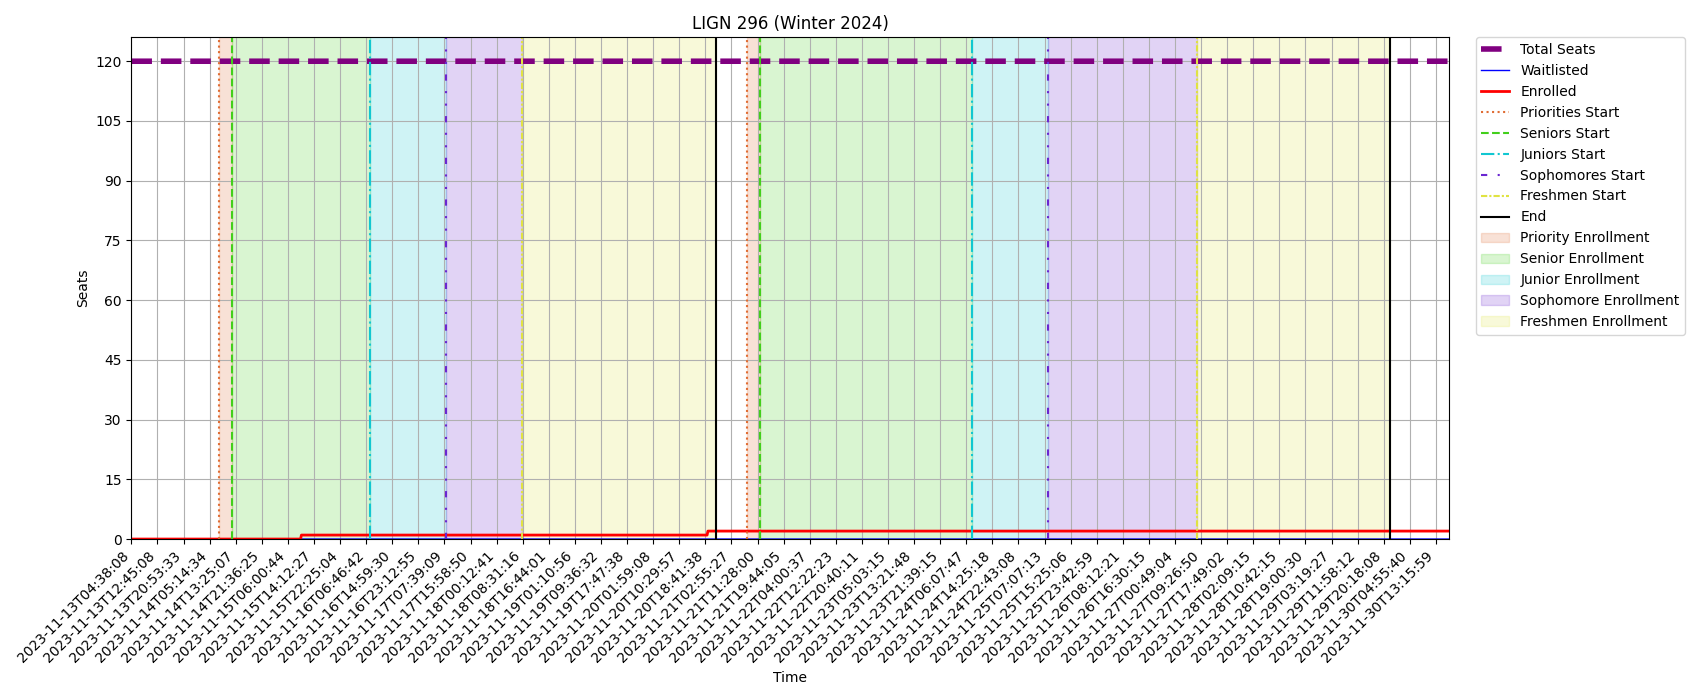 LIGN 296 (Winter 2024)
Seats
120
105
90
75
60
45
30
15
0
2023-11-13T04:38:08
2023-11-13T12:45:08
2023-11-13T20:53:33
2023-11-14T05:14:34
2023-11-14T13:25:07
2023-11-14T21:36:25
2023-11-15T06:00:44
2023-11-15T14:12:27
2023-11-15T22:25:04
2023-11-16T06:46:42
2023-11-16T14:59:30
2023-11-16T23:12:55
2023-11-17T07:39:09
2023-11-17T15:58:50
2023-11-18T00:12:41
2023-11-18T08:31:16
2023-11-18T16:44:01
2023-11-19T01:10:56
2023-11-19T09:36:32
2023-11-19T17:47:38
2023-11-20T01:59:08
2023-11-20T10:29:57
2023-11-20T18:41:38
2023-11-21T02:55:27
2023-11-21T11:28:00
2023-11-21T19:44:05
2023-11-22T04:00:37
2023-11-22T12:22:23
2023-11-22T20:40:11
2023-11-23T05:03:15
2023-11-23T13:21:48
2023-11-23T21:39:15
2023-11-24T06:07:47
2023-11-24T14:25:18
2023-11-24T22:43:08
2023-11-25T07:07:13
2023-11-25T15:25:06
2023-11-25T23:42:59
2023-11-26T08:12:21
2023-11-26T16:30:15
2023-11-27T00:49:04
2023-11-27T09:26:50
2023-11-27T17:49:02
2023-11-28T02:09:15
2023-11-28T10:42:15
2023-11-28T19:00:30
2023-11-29T03:19:27
2023-11-29T11:58:12
2023-11-29T20:18:08
2023-11-30T04:55:40
2023-11-30T13:15:59
Time
Total Seats
Waitlisted
Enrolled
Priorities Start
Seniors Start
Juniors Start
Sophomores Start
Freshmen Start
End
Priority Enrollment
Senior Enrollment
Junior Enrollment
Sophomore Enrollment
Freshmen Enrollment